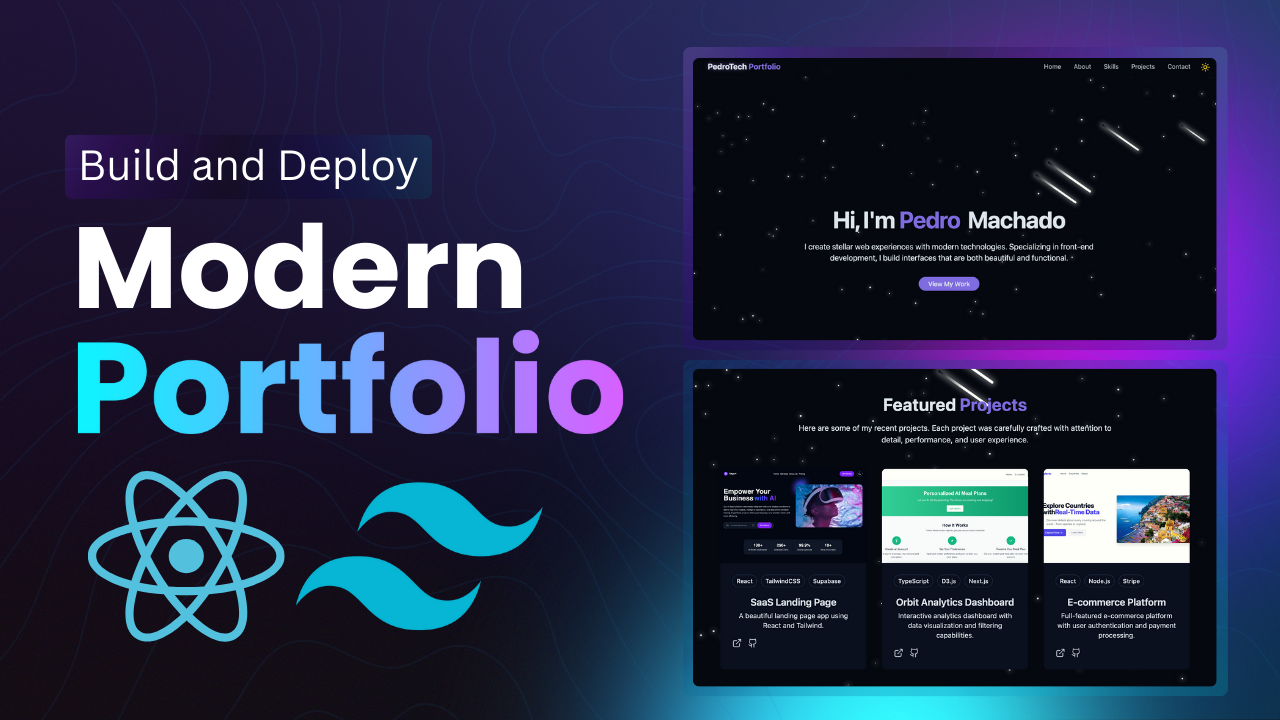 Build and Deploy
Modern
Portfolio
PedroTech Portfolio
Home About Skills Projects Contact
Hi, I'm Pedro Machado
I create stellar web experiences with modern technologies. Specializing in front-end
development, I build interfaces that are both beautiful and functional.
View My Work
Featured Projects
Here are some of my recent projects. Each project was carefully crafted with attention to
detail, performance, and user experience.
Empower Your
Business with AI
React TailwindCSS Supabase
SaaS Landing Page
A beautiful landing page app using
React and Tailwind.
Personalized AI Meal Plans
How It Works
TypeScript D3.js Next.js
Orbit Analytics Dashboard
Interactive analytics dashboard with
data visualization and filtering
capabilities.
Explore Countries
with Real-Time Data
React Node.js Stripe
E-commerce Platform
Full-featured e-commerce platform
with user authentication and payment
processing.